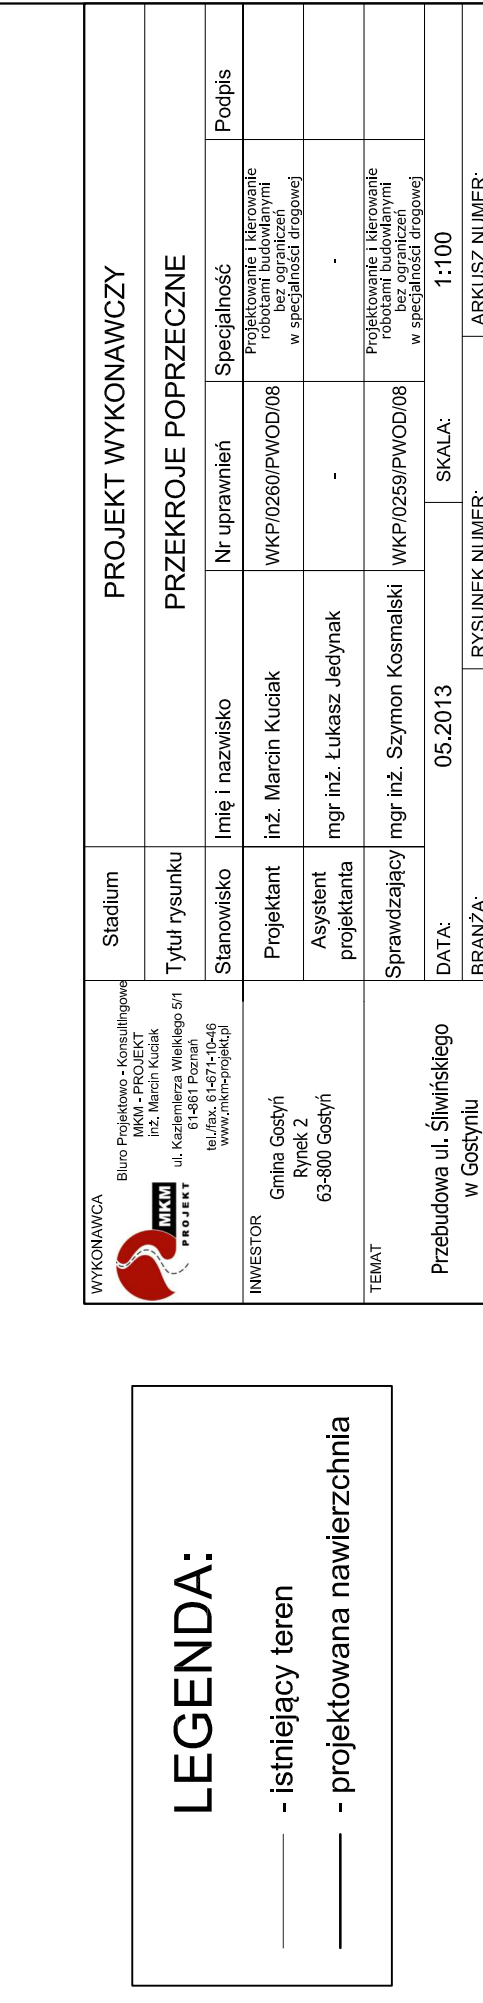 LEGENDA:
- istniejący teren
- projektowana nawierzchnia
WYKONAWCA
MKM
PROJEKT
Biuro Projektowo - Konsultingowe
MKM - PROJEKT
inż. Marcin Kuciak
ul. Kazimierza Wielkiego 5/1
61-861 Poznań
tel./fax. 61-671-10-46
www.mkm-projekt.pl
Stadium
PROJEKT WYKONAWCZY
Tytuł rysunku
PRZEKROJE POPRZECZNE
Stanowisko Imię i nazwisko Nr uprawnień Specjalność Podpis
INWESTOR
Gmina Gostyń
Rynek 2
63-800 Gostyń
Projektant inż. Marcin Kuciak WKP/0260/PWOD/08
Projektowanie i kierowanie
robotami budowlanymi
bez ograniczeń
w specjalności drogowej
Asystent
projektanta
mgr inż. Łukasz Jedynak - -
TEMAT
Przebudowa ul. Śliwińskiego
w Gostyniu
Sprawdzający mgr inż. Szymon Kosmalski WKP/0259/PWOD/08
Projektowanie i kierowanie
robotami budowlanymi
bez ograniczeń
w specjalności drogowej
DATA: 05.2013 SKALA: 1:100
BRANŻA: RYSUNEK NUMER: ARKUSZ NUMER: